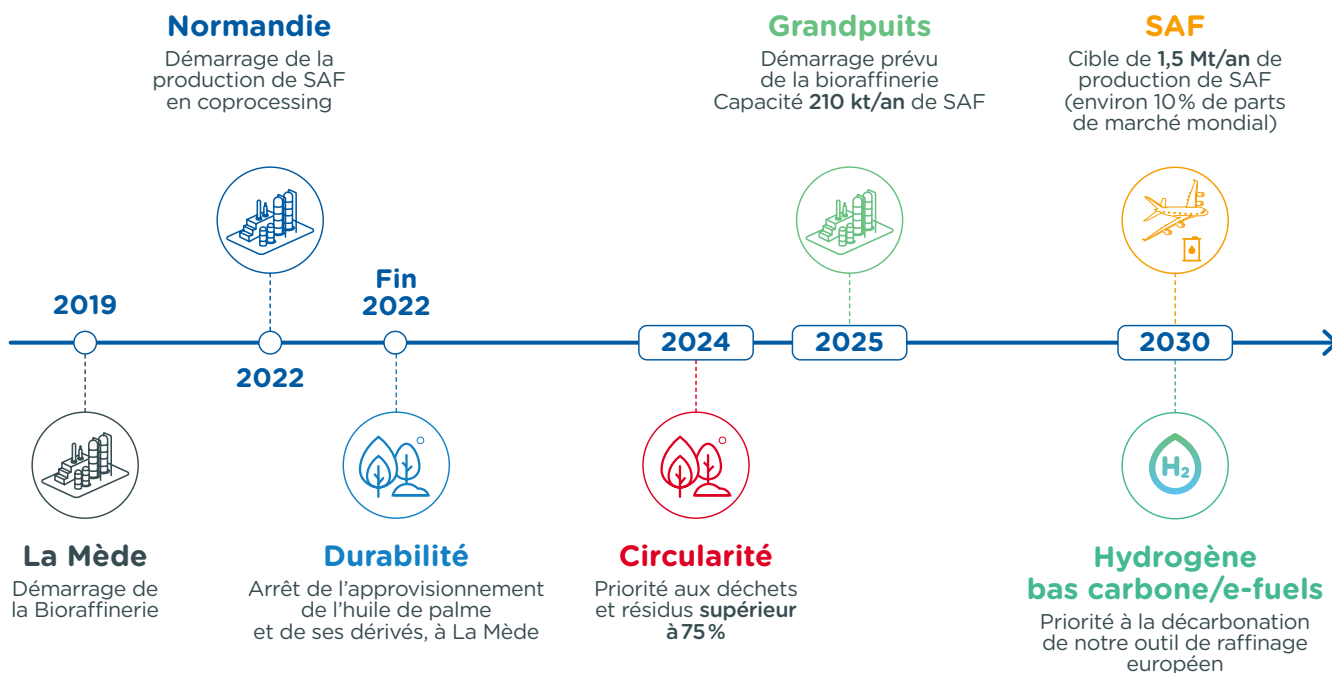 Normandie
Démarrage de la
production de SAF
en coprocessing
Grandpuits
Démarrage prévu
de la bioraffinerie
Capacité 210 kt/an de SAF
SAF
Cible de 1,5 Mt/an de
production de SAF
(environ 10 % de parts
de marché mondial)
2019
2022
Fin
2022
2024
2025
2030
H₂
La Mède
Démarrage de
la Bioraffinerie
Durabilité
Arrêt de l’approvisionnement
de l’huile de palme
et de ses dérivés, à La Mède
Circularité
Priorité aux déchets
et résidus supérieur
à 75 %
Hydrogène
bas carbone/e-fuels
Priorité à la décarbonation
de notre outil de raffinage
européen